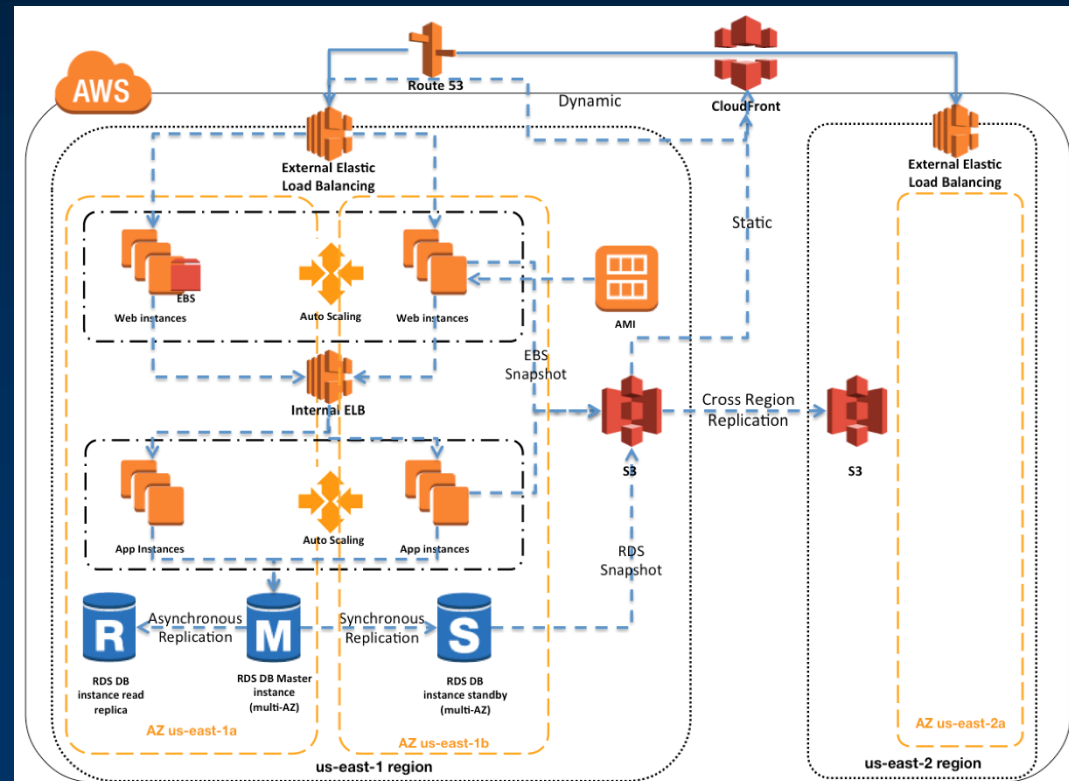 AWS
Route 53
Dynamic
CloudFront
External Elastic
Load Balancing
External Elastic
Load Balancing
Static
EBS
Web instances
Auto Scaling
Web instances
AMI
EBS
Snapshot
Internal ELB
Cross Region
Replication
S3
S3
App Instances
Auto Scaling
App instances
RDS
Snapshot
R
Asynchronous
Replication
M
Synchronous
Replication
S
RDS DB
instance read
replica
RDS DB Master
instance
(multi-AZ)
RDS DB
instance standby
(multi-AZ)
AZ us-east-1a
AZ us-east-1b
AZ us-east-2a
us-east-1 region
us-east-2 region